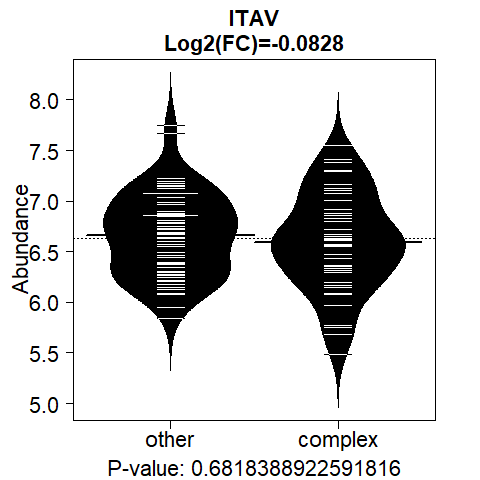 ITAV
Log2(FC)=-0.0828
Abundance
8.0
7.5
7.0
6.5
6.0
5.5
5.0
other complex
P-value: 0.6818388922591816